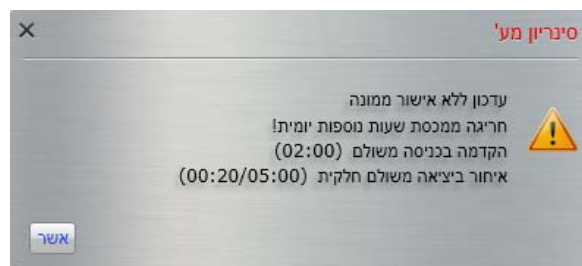 סינריון מע'
עדכון ללא אישור ממונה
חריגה ממכסת שעות נוספות יומית!
הקדמה בכניסה משולם (02:00)
איחור ביציאה משולם חלקית (00:20/05:00)
אשר